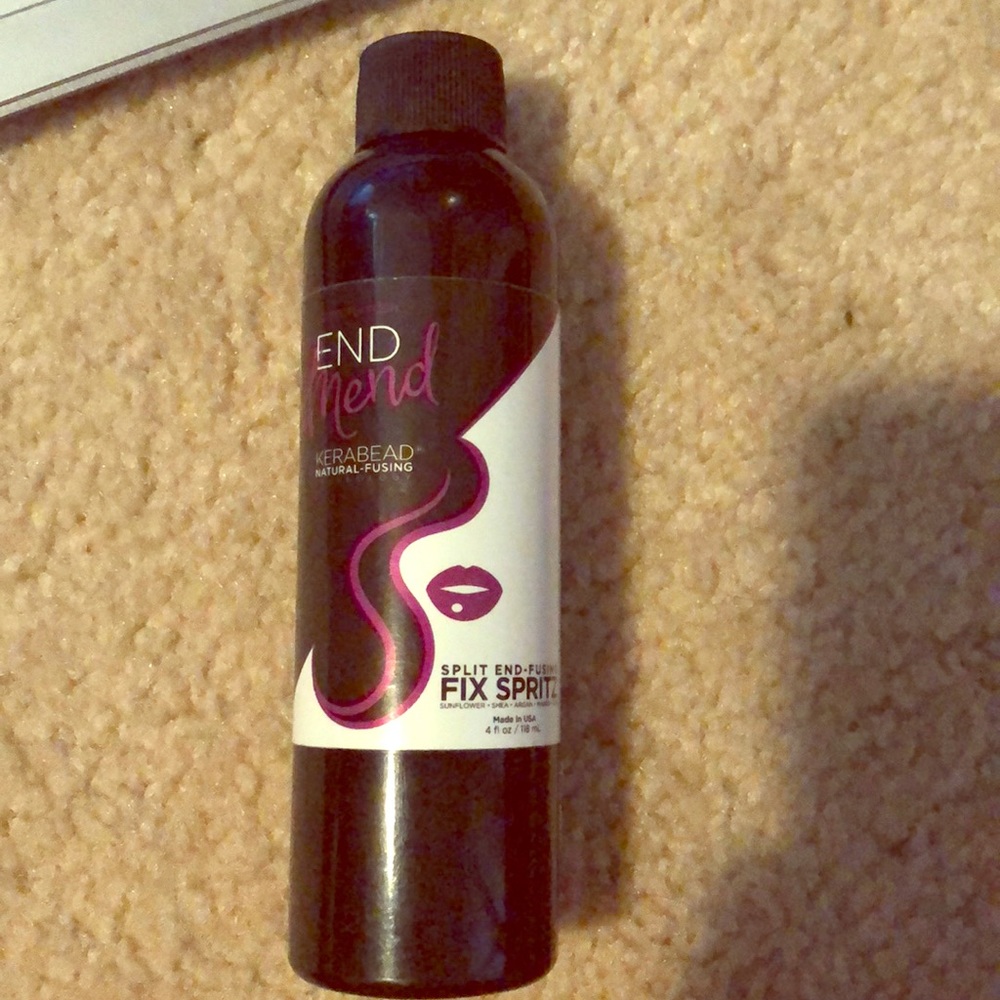 END
Mend
KERABEAD®
NATURAL-FUSING
SPLIT END-FUSING
FIX SPRITZ
SUNFLOWER • SHEA • ARGAN •
Made in USA
4 fl oz / 118 mL